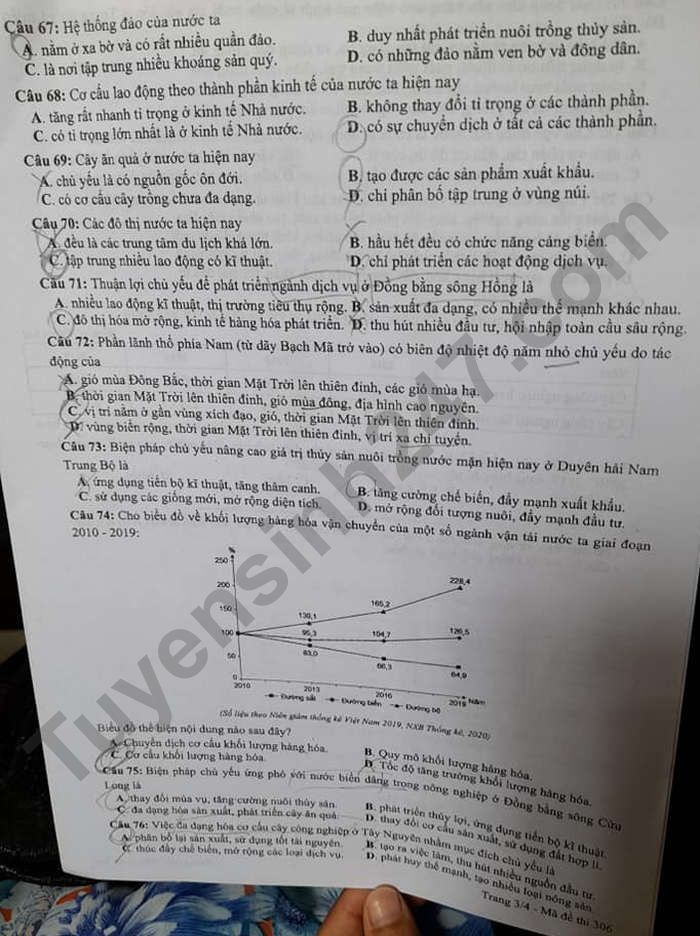 Câu 67: Hệ thống đảo của nước ta
A. nằm ở xa bờ và có rất nhiều quần đảo.
B. duy nhất phát triển nuôi trồng thủy sản.
C. là nơi tập trung nhiều khoáng sản quý.
D. có những đảo nằm ven bờ và đông dân.
Câu 68: Cơ cấu lao động theo thành phần kinh tế của nước ta hiện nay
A. tăng rất nhanh tỉ trọng ở kinh tế Nhà nước.
B. không thay đổi tỉ trọng ở các thành phần.
C. có tỉ trọng lớn nhất là ở kinh tế Nhà nước.
D. có sự chuyển dịch ở tất cả các thành phần.
Câu 69: Cây ăn quả ở nước ta hiện nay
A. chủ yếu là có nguồn gốc ôn đới.
B. tạo được các sản phẩm xuất khẩu.
C. có cơ cấu cây trồng chưa đa dạng.
D. chỉ phân bố tập trung ở vùng núi.
Câu 70: Các đô thị nước ta hiện nay
A. đều là các trung tâm du lịch khá lớn.
B. hầu hết đều có chức năng cảng biển.
C. tập trung nhiều lao động có kĩ thuật.
D. chỉ phát triển các hoạt động dịch vụ.
Câu 71: Thuận lợi chủ yếu để phát triển ngành dịch vụ ở Đồng bằng sông Hồng là
A. nhiều lao động kĩ thuật, thị trường tiêu thụ rộng. B. sản xuất đa dạng, có nhiều thế mạnh khác nhau.
C. đô thị hóa mở rộng, kinh tế hàng hóa phát triển. D. thu hút nhiều đầu tư, hội nhập toàn cầu sâu rộng.
Câu 72: Phần lãnh thổ phía Nam (từ dãy Bạch Mã trở vào) có biên độ nhiệt độ năm nhỏ chủ yếu do tác
động của
A. gió mùa Đông Bắc, thời gian Mặt Trời lên thiên đỉnh, các gió mùa hạ.
B. thời gian Mặt Trời lên thiên đỉnh, gió mùa đông, địa hình cao nguyên.
C. vị trí nằm ở gần vùng xích đạo, gió, thời gian Mặt Trời lên thiên đỉnh.
D. vùng biển rộng, thời gian Mặt Trời lên thiên đỉnh, vị trí xa chí tuyến.
Câu 73: Biện pháp chủ yếu nâng cao giá trị thủy sản nuôi trồng nước mặn hiện nay ở Duyên hải Nam
Trung Bộ là
A. ứng dụng tiến bộ kĩ thuật, tăng thâm canh.
B. tăng cường chế biến, đẩy mạnh xuất khẩu.
C. sử dụng các giống mới, mở rộng diện tích.
D. mở rộng đối tượng nuôi, đẩy mạnh đầu tư.
Câu 74: Cho biểu đồ về khối lượng hàng hóa vận chuyển của một số ngành vận tải nước ta giai đoạn
2010 - 2019:
%
250
200
150
100
50
0
228,4
165,2
130,1
95,3
104,7
126,5
83,0
66,3
64,9
2010
2013
2016
2019 Năm
Đường sắt
Đường biển
Đường bộ
(Số liệu theo Niên giám thống kê Việt Nam 2019, NXB Thống kê, 2020)
Biểu đồ thể hiện nội dung nào sau đây?
A. Chuyển dịch cơ cấu khối lượng hàng hóa.
B. Quy mô khối lượng hàng hóa.
C. Cơ cấu khối lượng hàng hóa.
D. Tốc độ tăng trưởng khối lượng hàng hóa.
Câu 75: Biện pháp chủ yếu ứng phó với nước biển dâng trong nông nghiệp ở Đồng bằng sông Cửu
Long là
A. thay đổi mùa vụ, tăng cường nuôi thủy sản.
B. phát triển thủy lợi, ứng dụng tiến bộ kĩ thuật.
C. đa dạng hóa sản xuất, phát triển cây ăn quả.
D. thay đổi cơ cấu sản xuất, sử dụng đất hợp lí.
Câu 76: Việc đa dạng hóa cơ cấu cây công nghiệp ở Tây Nguyên nhằm mục đích chủ yếu là
A. phân bố lại sản xuất, sử dụng tốt tài nguyên.
B. tạo ra việc làm, thu hút nhiều nguồn đầu tư.
C. thúc đẩy chế biến, mở rộng các loại dịch vụ.
D. phát huy thế mạnh, tạo nhiều loại nông sản.
Trang 3/4 - Mã đề thi 306
Tuyensinh247.com